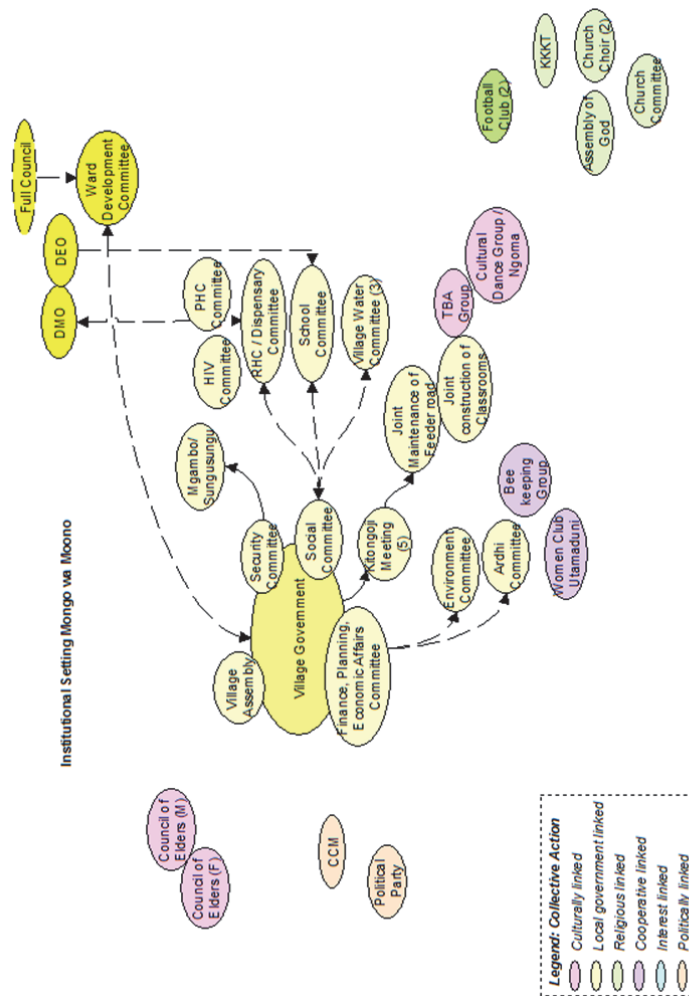 Institutional Setting Mongo wa Moono
Full Council
Ward
Development
Committee
DEO
DMO
PHC
Committee
HIV
Committee
RHC / Dispensary
Committee
School
Committee
Village Water
Committee (3)
Mgambo/
Sungusungu
Security
Committee
Social
Committee
Village
Assembly
Village Government
Finance, Planning,
Economic Affairs
Committee
Kitongoji
Meeting
(5)
Joint
Maintenance of
Feeder road
Joint
construction of
Classrooms
Environment
Committee
Ardhi
Committee
TBA
Group
Cultural
Dance Group /
Ngoma
Bee
keeping
Group
Women Club
Utamaduni
Football
Club (2)
KKKT
Church
Choir (2)
Assembly of
God
Church
Committee
Council of
Elders (M)
Council of
Elders (F)
CCM
Political
Party
Legend: Collective Action
Culturally linked
Local government linked
Religious linked
Cooperative linked
Interest linked
Politically linked